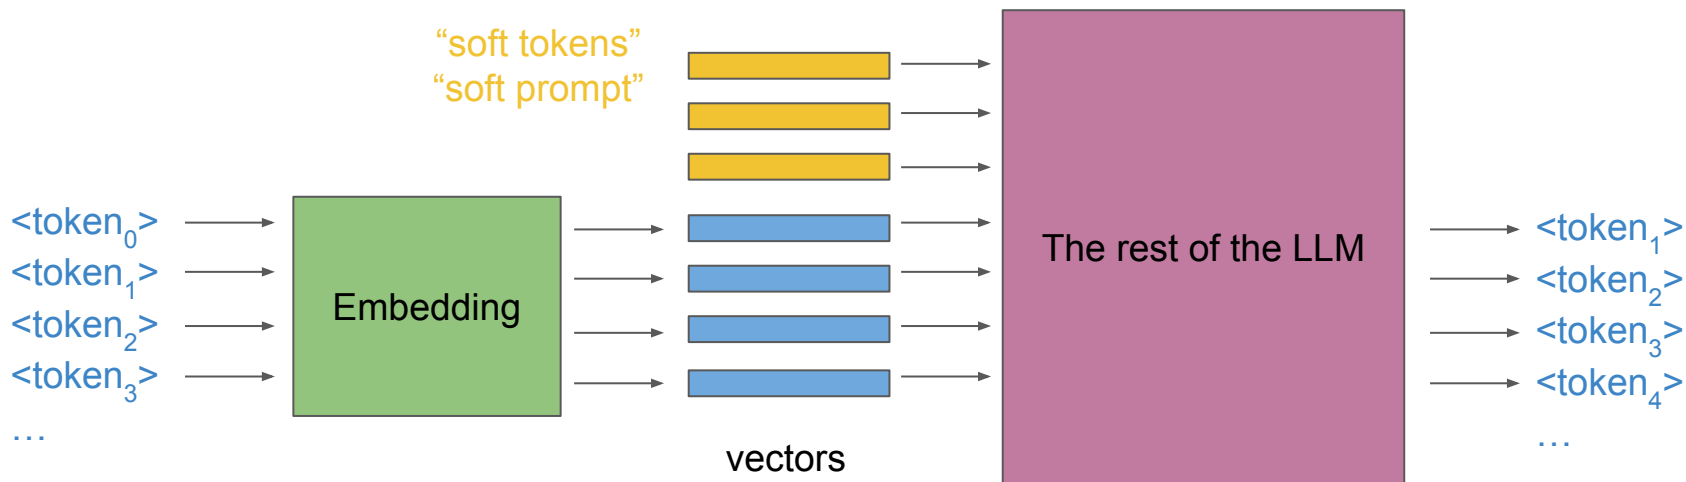 “soft tokens”
“soft prompt”
<token₀>
<token₁>
<token₂>
<token₃>
…
Embedding
vectors
The rest of the LLM
<token₁>
<token₂>
<token₃>
<token₄>
…